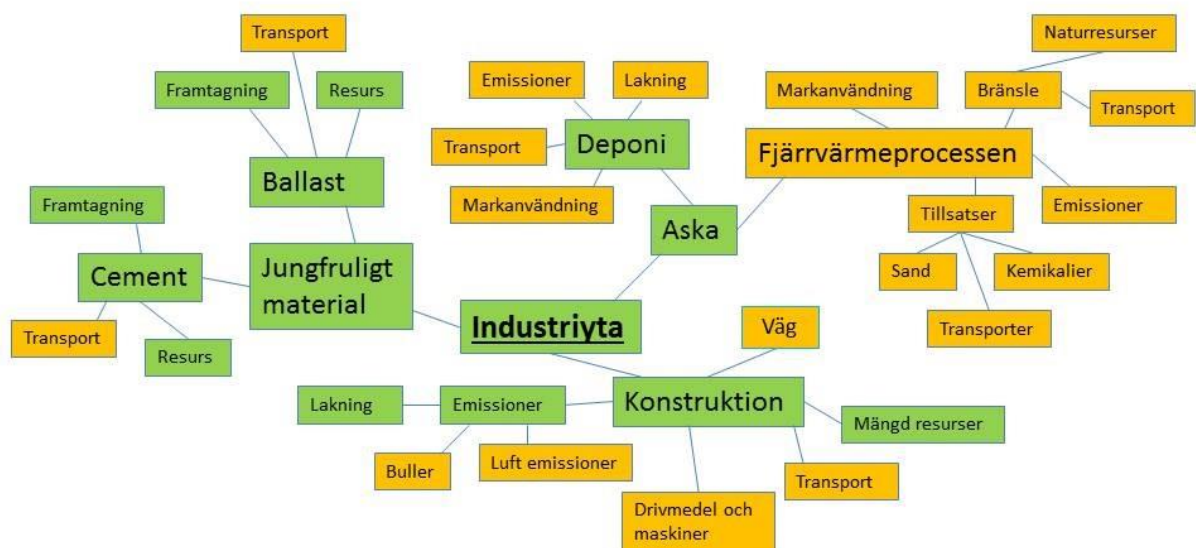 Transport
Naturresurser
Framtagning
Resurs
Emissioner
Lakning
Markanvändning
Bränsle
Transport
Transport
Deponi
Fjärrvärmeprocessen
Markanvändning
Ballast
Framtagning
Aska
Tillsatser
Emissioner
Cement
Jungfruligt
material
Sand
Kemikalier
Transport
Resurs
Industriyta
Väg
Transporter
Lakning
Emissioner
Konstruktion
Mängd resurser
Buller
Luft emissioner
Transport
Drivmedel och
maskiner